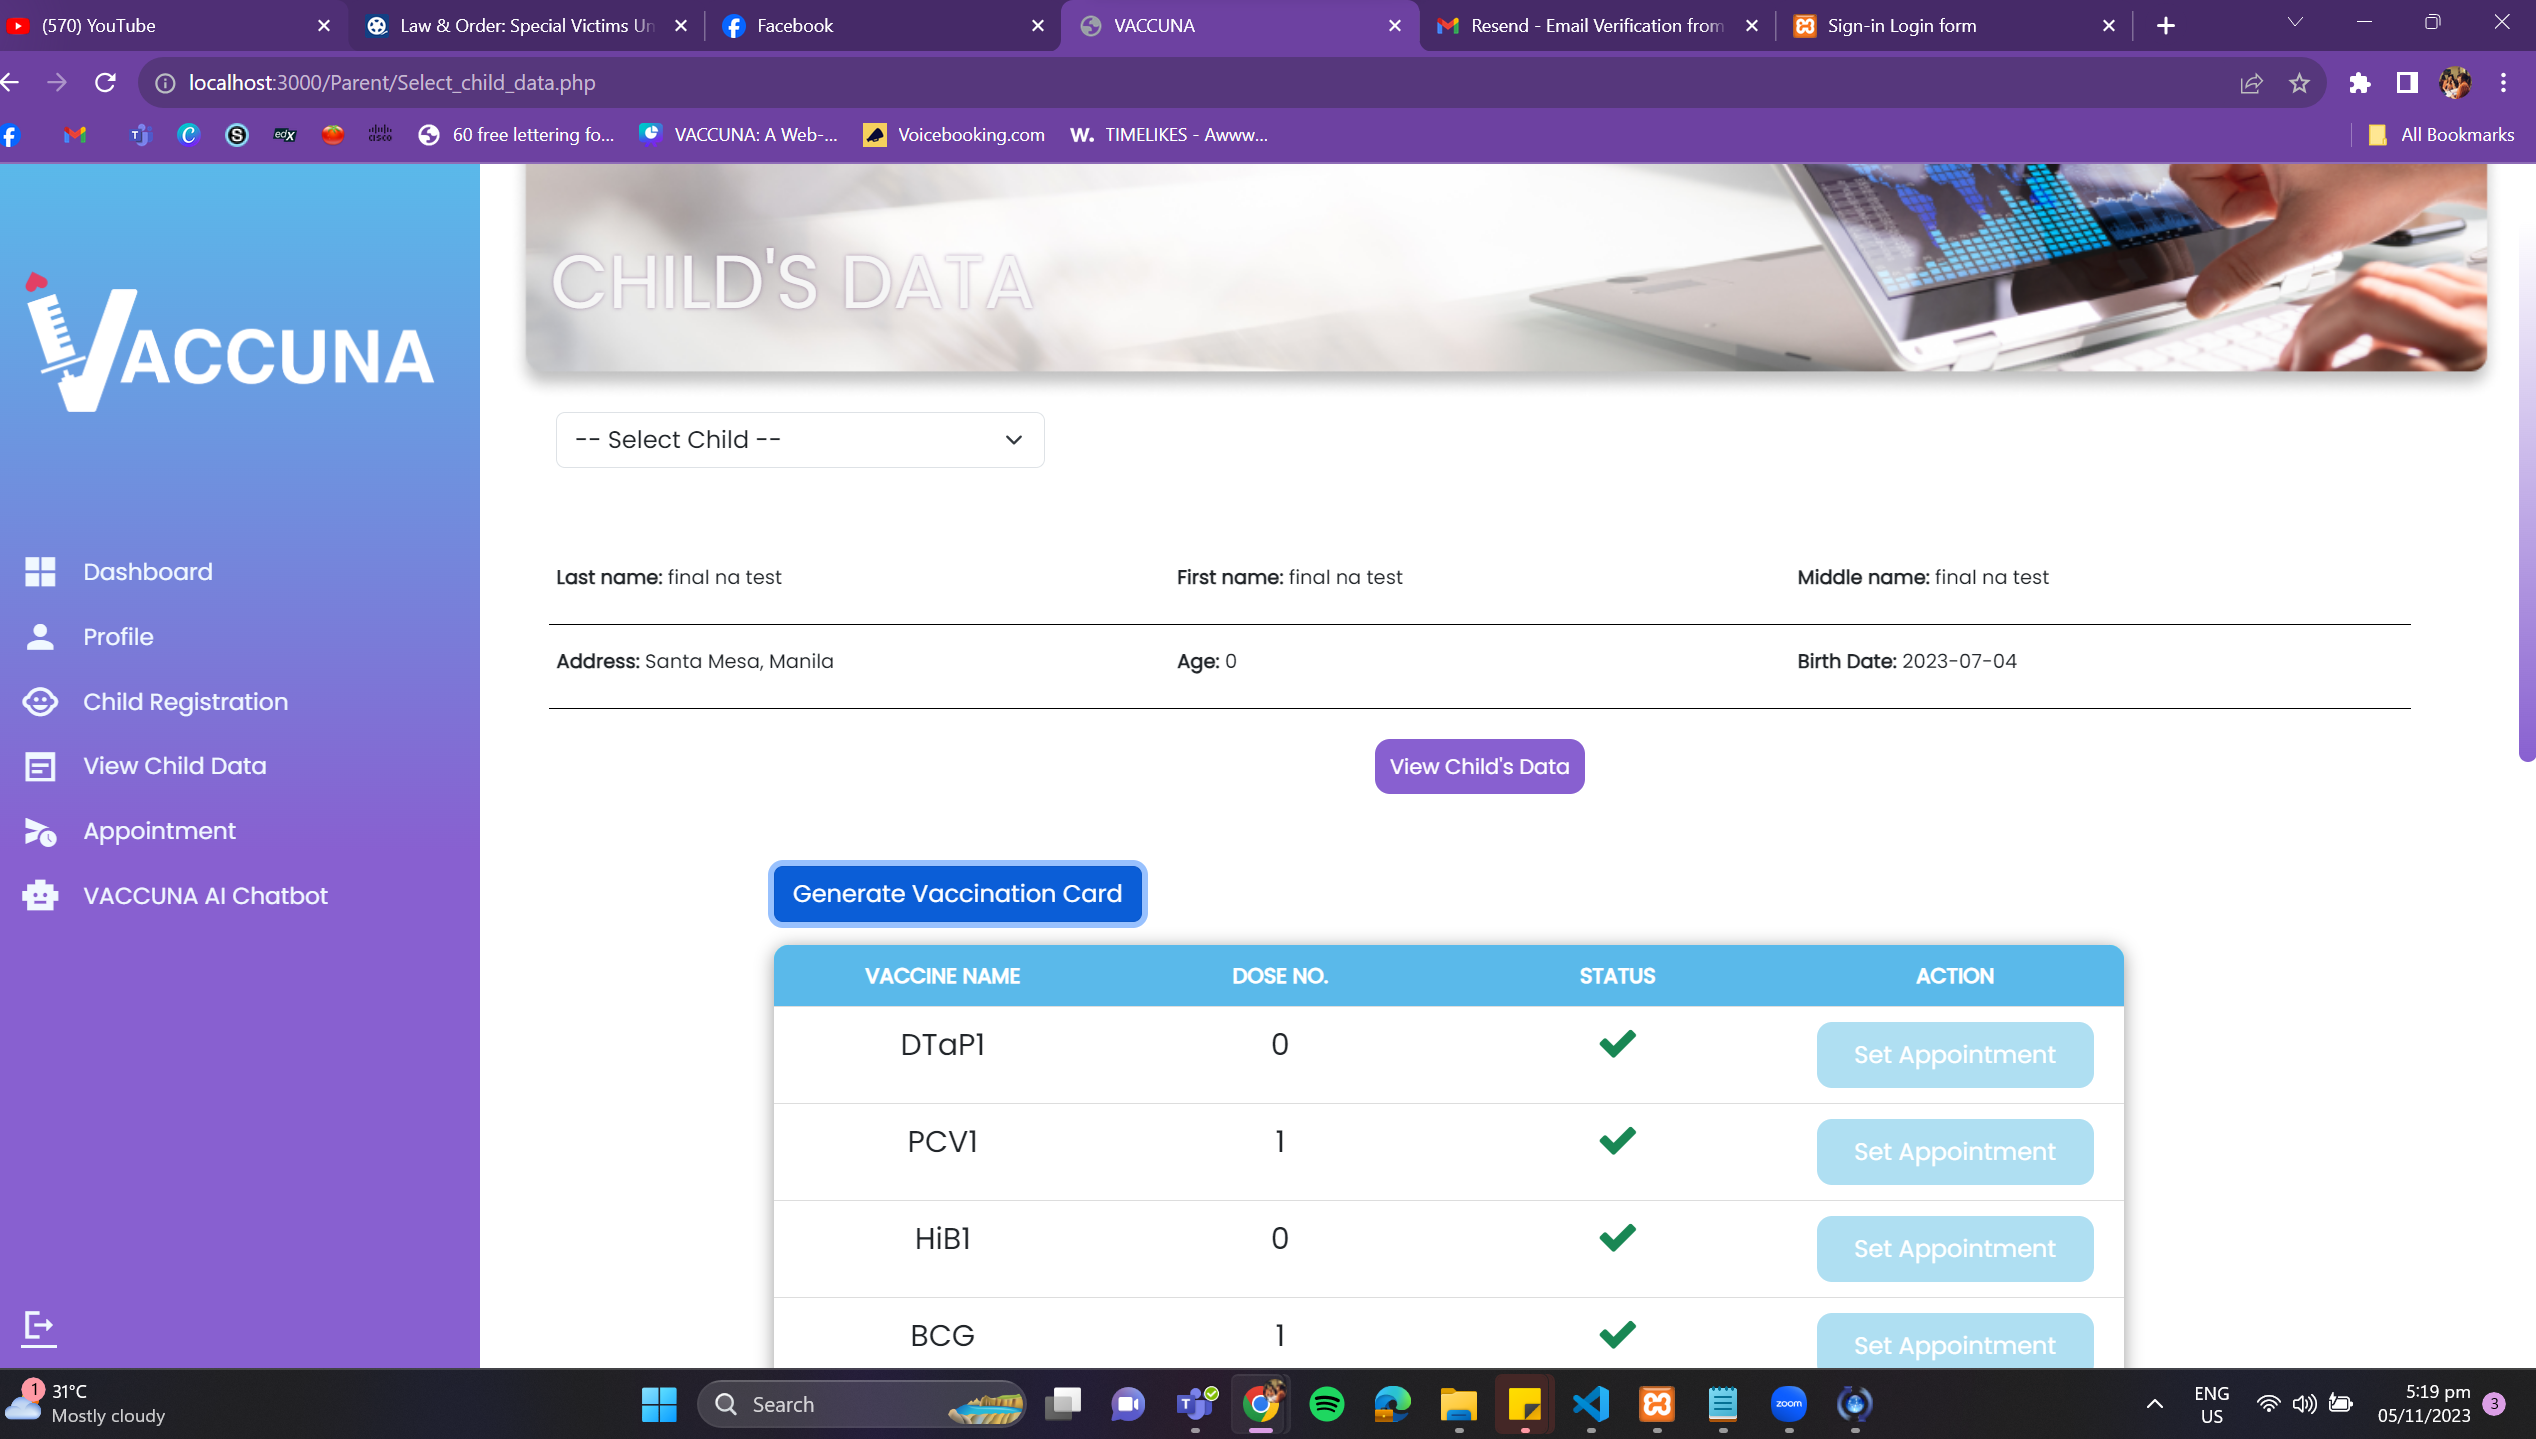 (570) YouTube
Law & Order: Special Victims Un
Facebook
VACCUNA
Resend - Email Verification from
Sign-in Login form
localhost:3000/Parent/Select_child_data.php
edX
cisco
60 free lettering fo...
VACCUNA: A Web-...
Voicebooking.com
W.
TIMELIKES - Awww...
All Bookmarks
VACCUNA
CHILD'S DATA
-- Select Child --
Dashboard
Profile
Child Registration
View Child Data
Appointment
VACCUNA AI Chatbot
Last name: final na test
First name: final na test
Middle name: final na test
Address: Santa Mesa, Manila
Age: 0
Birth Date: 2023-07-04
View Child's Data
Generate Vaccination Card
VACCINE NAME DOSE NO. STATUS ACTION
DTaP1 0 Set Appointment
PCV1 1 Set Appointment
HiB1 0 Set Appointment
BCG 1 Set Appointment
1
31°C
Mostly cloudy
Search
zoom
ENG
US
5:19 pm
05/11/2023
3